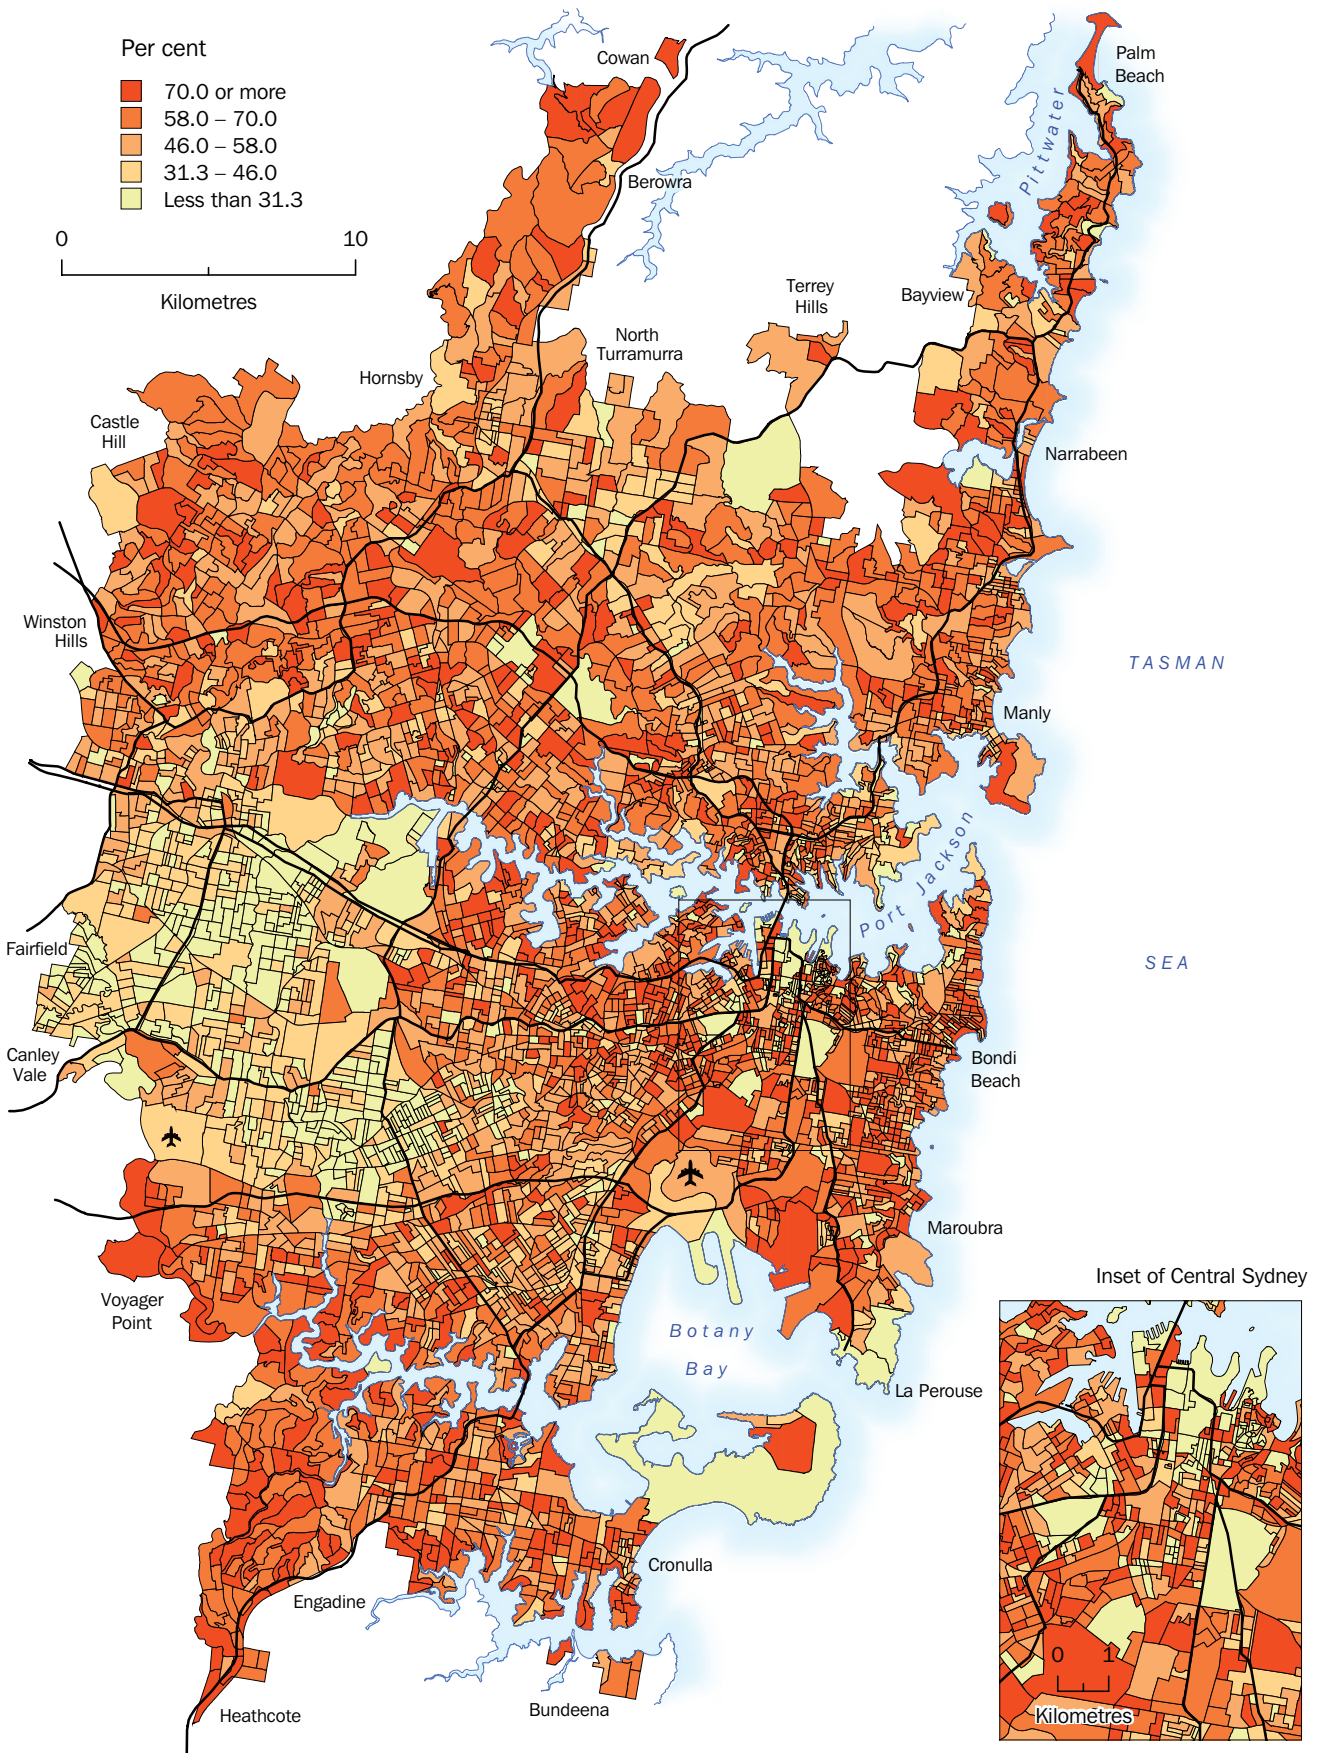 Per cent
70.0 or more
58.0 – 70.0
46.0 – 58.0
31.3 – 46.0
Less than 31.3
0 10
Kilometres
Cowan
Palm
Beach
Pittwater
Berowra
Terrey
Hills
Bayview
North
Turramurra
Hornsby
Castle
Hill
Narrabeen
Winston
Hills
TASMAN
Manly
Port Jackson
Fairfield
SEA
Canley
Vale
Bondi
Beach
Maroubra
Voyager
Point
Botany
Bay
La Perouse
Cronulla
Engadine
Heathcote
Bundeena
Inset of Central Sydney
0 1
Kilometres